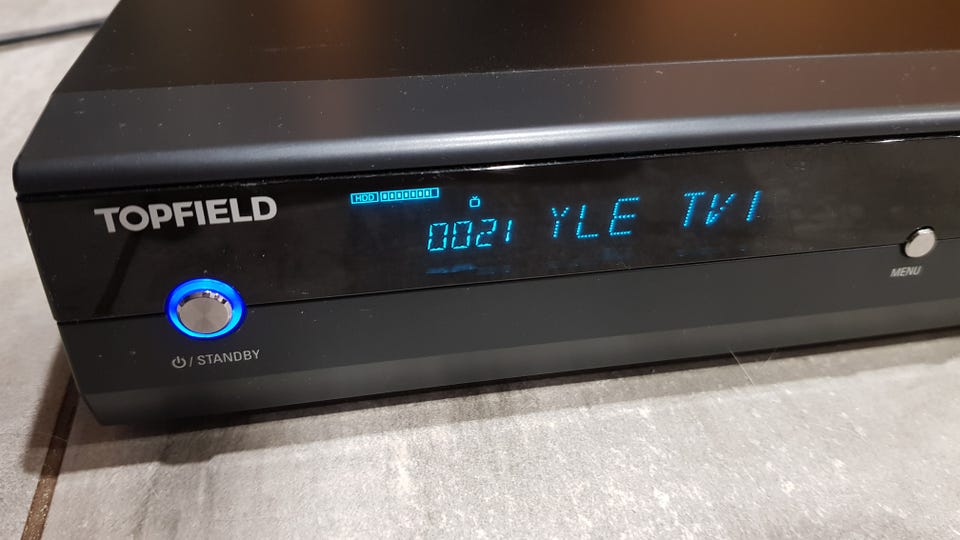 TOPFIELD
HDD
0021 YLE TV1
MENU
/ STANDBY